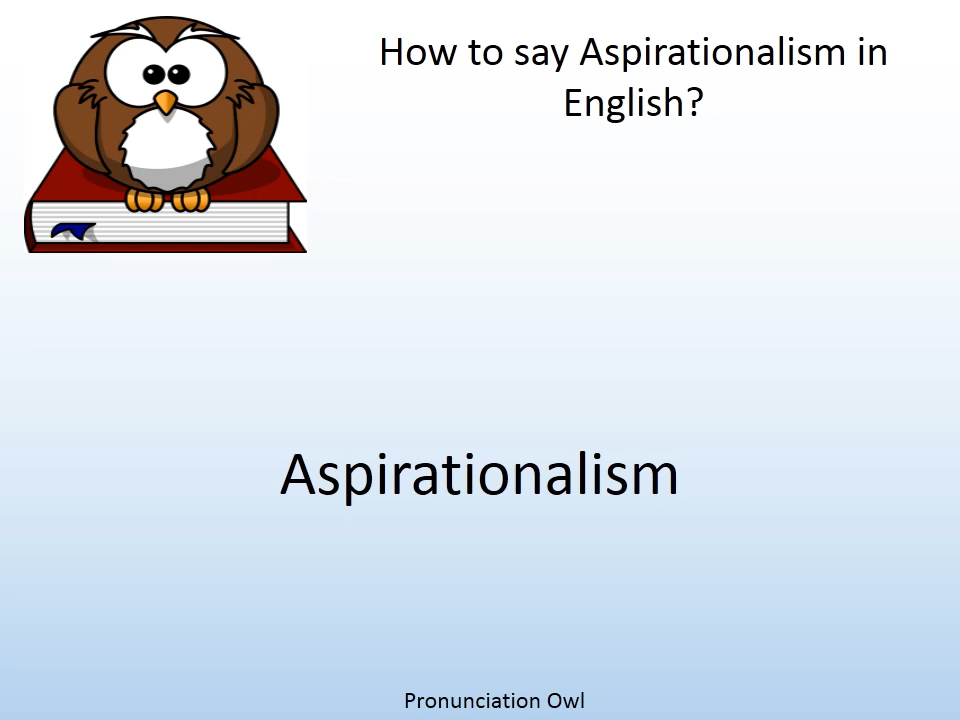 How to say Aspirationalism in
English?
Aspirationalism
Pronunciation Owl